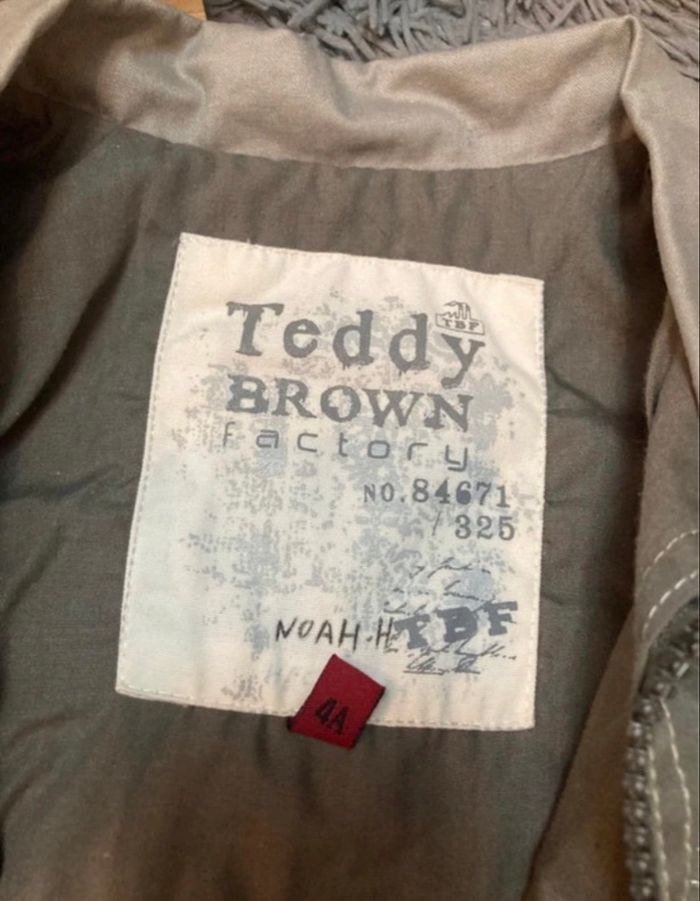 Teddy
TBF
BROWN
factory
NO.84671
/ 325
NOAH.H
TBF
4A